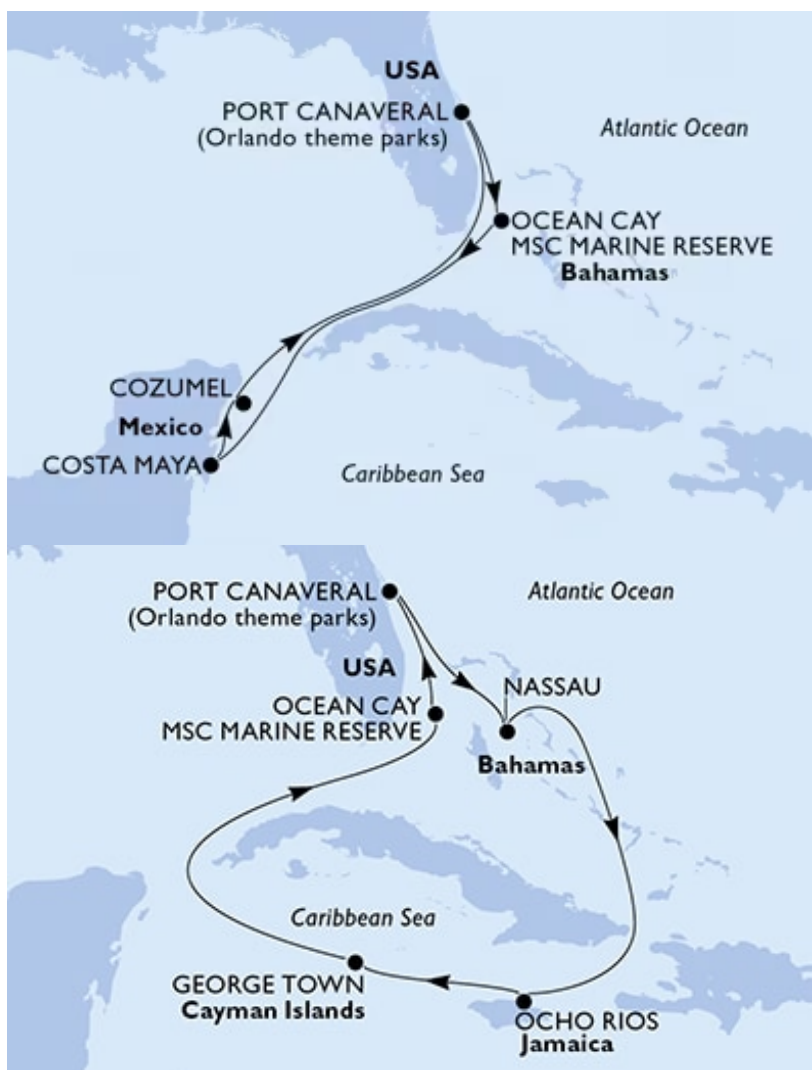 USA
PORT CANAVERAL
(Orlando theme parks)
Atlantic Ocean
OCEAN CAY
MSC MARINE RESERVE
Bahamas
COZUMEL
Mexico
COSTA MAYA
Caribbean Sea
PORT CANAVERAL
(Orlando theme parks)
Atlantic Ocean
USA
OCEAN CAY
MSC MARINE RESERVE
NASSAU
Bahamas
Caribbean Sea
GEORGE TOWN
Cayman Islands
OCHO RIOS
Jamaica